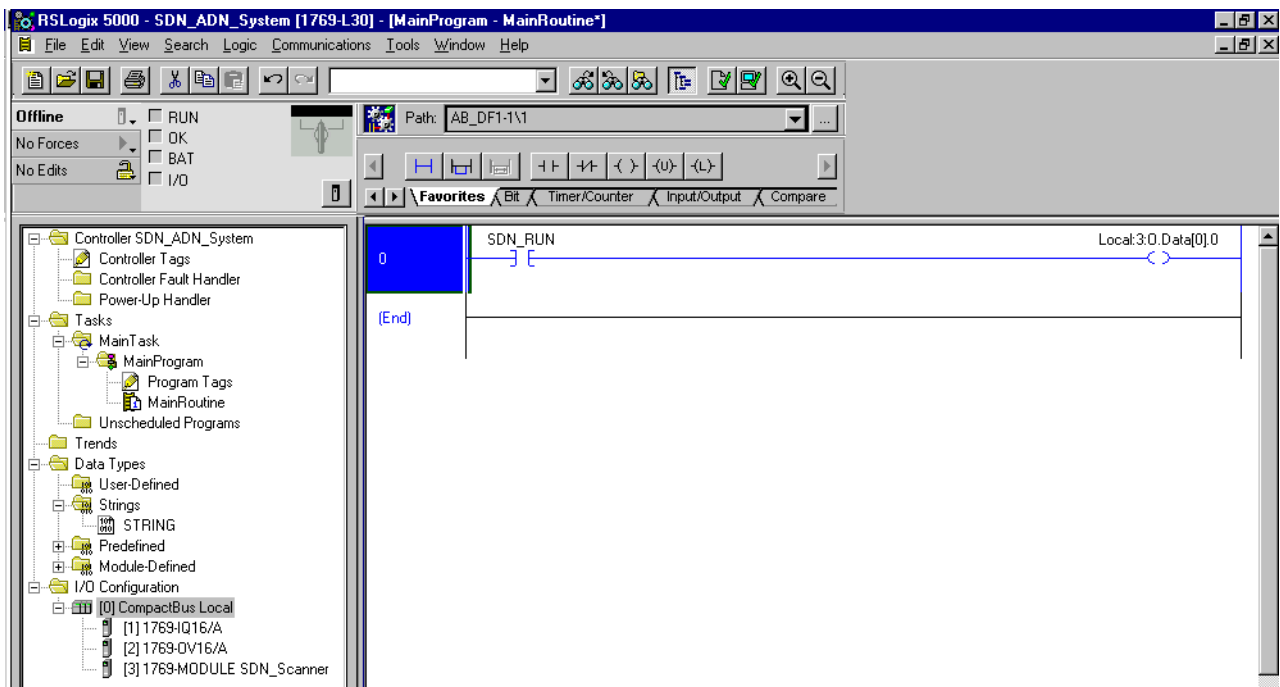 RSLogix 5000 - SDN_ADN_System [1769-L30] - [MainProgram - MainRoutine*]
File Edit View Search Logic Communications Tools Window Help
Offline
RUN
No Forces
OK
No Edits
BAT
I/O
Path: AB_DF1-1\1
...
(U)
(L)
Favorites Bit Timer/Counter Input/Output Compare
Controller SDN_ADN_System
Controller Tags
Controller Fault Handler
Power-Up Handler
Tasks
MainTask
MainProgram
Program Tags
MainRoutine
Unscheduled Programs
Trends
Data Types
User-Defined
Strings
STRING
Predefined
Module-Defined
I/O Configuration
[0] CompactBus Local
[1] 1769-IQ16/A
[2] 1769-OV16/A
[3] 1769-MODULE SDN_Scanner
SDN_RUN Local:3:O.Data[0].0
0
(End)